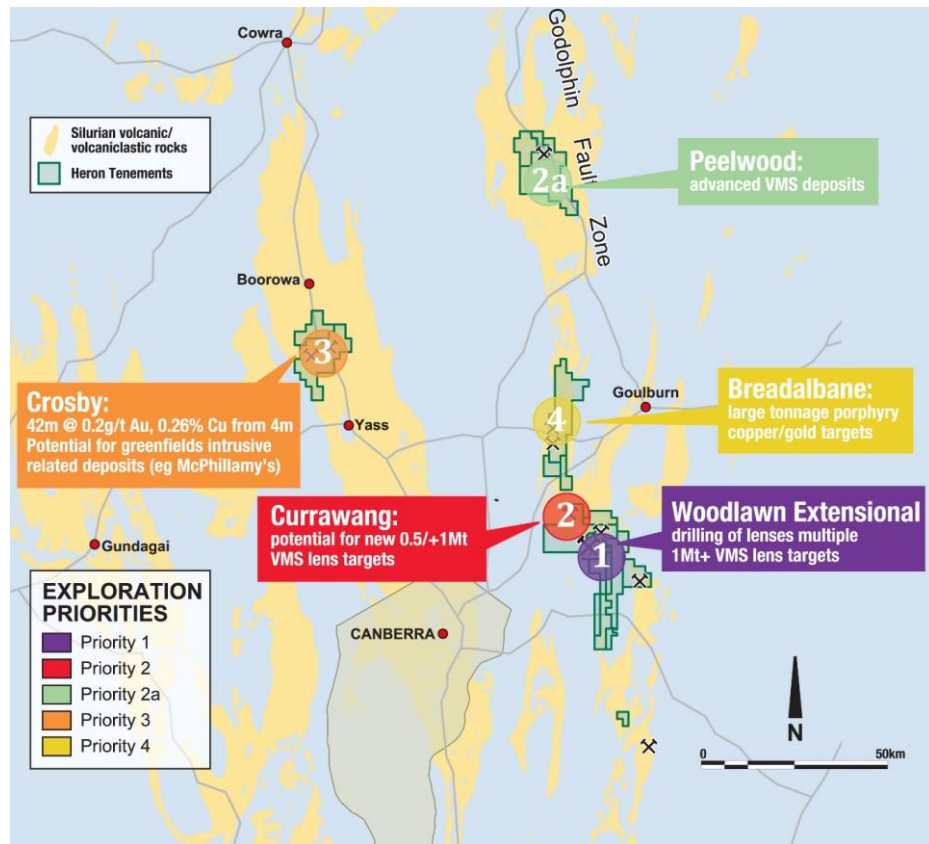 Cowra
Godolphin Fault Zone
Silurian volcanic/
volcaniclastic rocks
Heron Tenements
2a
Peelwood:
advanced VMS deposits
Boorowa
3
Crosby:
42m @ 0.2g/t Au, 0.26% Cu from 4m
Potential for greenfields intrusive
related deposits (eg McPhillamy's)
Yass
Goulburn
4
Breadalbane:
large tonnage porphyry
copper/gold targets
Currawang:
potential for new 0.5/+1Mt
VMS lens targets
2
1
Woodlawn Extensional
drilling of lenses multiple
1Mt+ VMS lens targets
Gundagai
EXPLORATION
PRIORITIES
Priority 1
Priority 2
Priority 2a
Priority 3
Priority 4
CANBERRA
N
0 50km